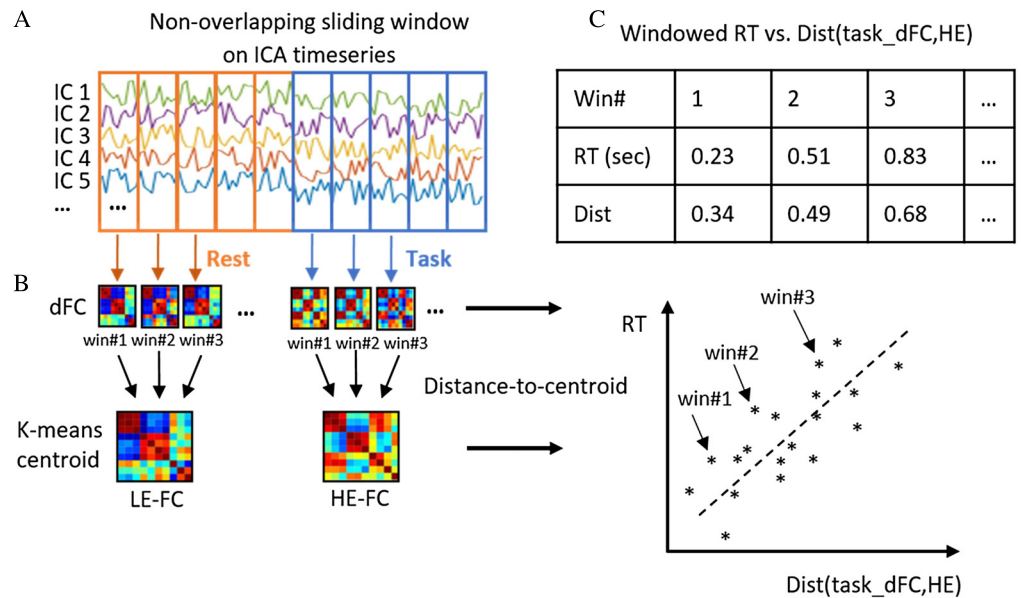 A
Non-overlapping sliding window
on ICA timeseries
IC 1
IC 2
IC 3
IC 4
IC 5
...
...
Rest
Task
B
dFC
...
...
win#1 win#2 win#3
win#1 win#2 win#3
Distance-to-centroid
K-means
centroid
LE-FC
HE-FC
C
Windowed RT vs. Dist(task_dFC,HE)
Win# 1 2 3 ...
RT (sec) 0.23 0.51 0.83 ...
Dist 0.34 0.49 0.68 ...
RT
win#3
win#2
win#1
Dist(task_dFC,HE)